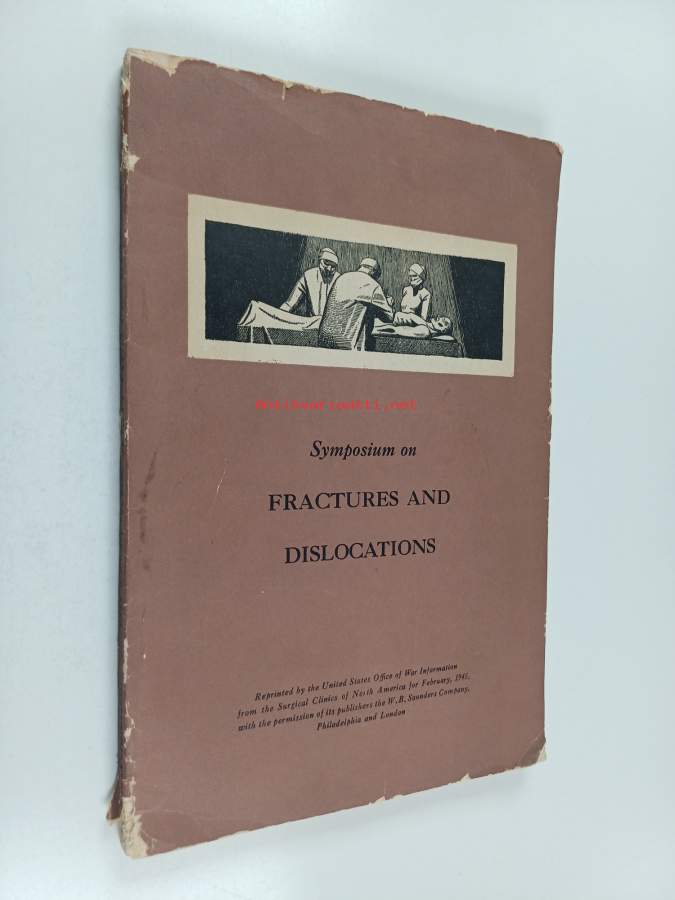 Antikvariaatti.net
Symposium on
FRACTURES AND
DISLOCATIONS
Reprinted by the United States Office of War Information
from the Surgical Clinics of North America for February, 1941,
with the permission of its publishers the W. B. Saunders Company,
Philadelphia and London